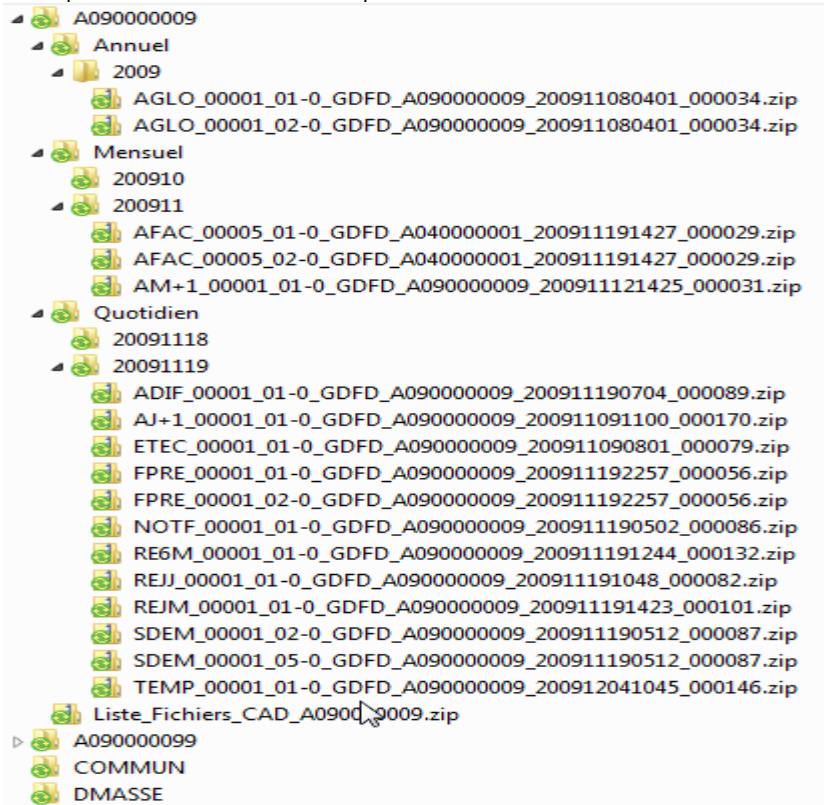 A090000009
Annuel
2009
AGLO_00001_01-0_GDFD_A090000009_200911080401_000034.zip
AGLO_00001_02-0_GDFD_A090000009_200911080401_000034.zip
Mensuel
200910
200911
AFAC_00005_01-0_GDFD_A040000001_200911191427_000029.zip
AFAC_00005_02-0_GDFD_A040000001_200911191427_000029.zip
AM+1_00001_01-0_GDFD_A090000009_200911121425_000031.zip
Quotidien
20091118
20091119
ADIF_00001_01-0_GDFD_A090000009_200911190704_000089.zip
AJ+1_00001_01-0_GDFD_A090000009_200911091100_000170.zip
ETEC_00001_01-0_GDFD_A090000009_200911090801_000079.zip
FPRE_00001_01-0_GDFD_A090000009_200911192257_000056.zip
FPRE_00001_02-0_GDFD_A090000009_200911192257_000056.zip
NOTF_00001_01-0_GDFD_A090000009_200911190502_000086.zip
RE6M_00001_01-0_GDFD_A090000009_200911191244_000132.zip
REJJ_00001_01-0_GDFD_A090000009_200911191048_000082.zip
REJM_00001_01-0_GDFD_A090000009_200911191423_000101.zip
SDEM_00001_02-0_GDFD_A090000009_200911190512_000087.zip
SDEM_00001_05-0_GDFD_A090000009_200911190512_000087.zip
TEMP_00001_01-0_GDFD_A090000009_200912041045_000146.zip
Liste_Fichiers_CAD_A090000009.zip
A090000099
COMMUN
DMASSE